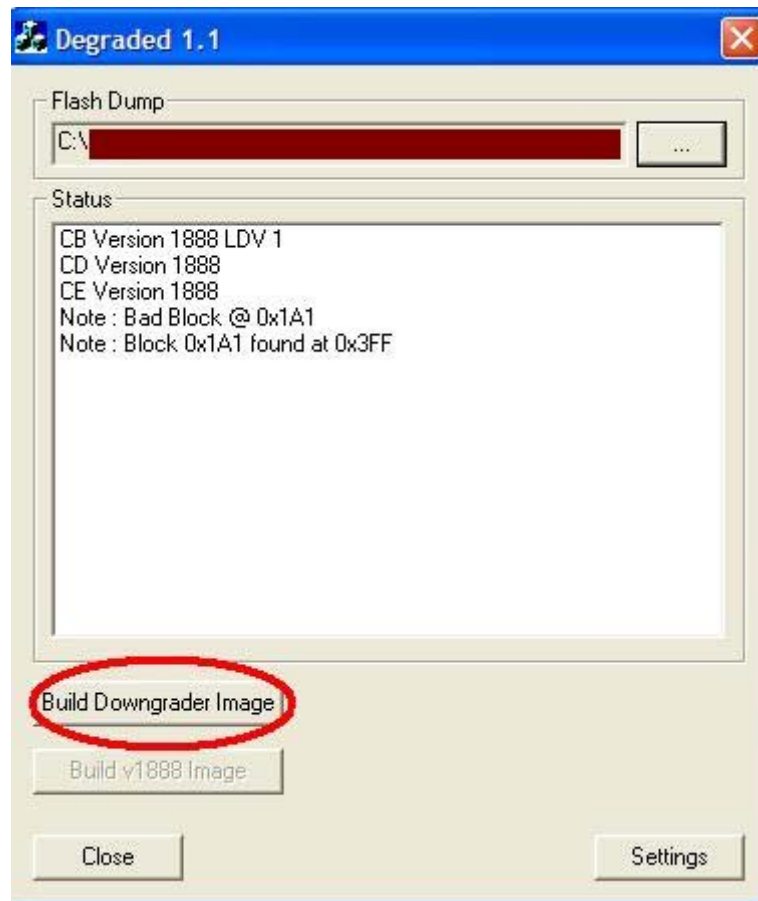 Degraded 1.1
Flash Dump
C:\
...
Status
CB Version 1888 LDV 1
CD Version 1888
CE Version 1888
Note : Bad Block @ 0x1A1
Note : Block 0x1A1 found at 0x3FF
Build Downgrader Image
Build v1888 Image
Close
Settings